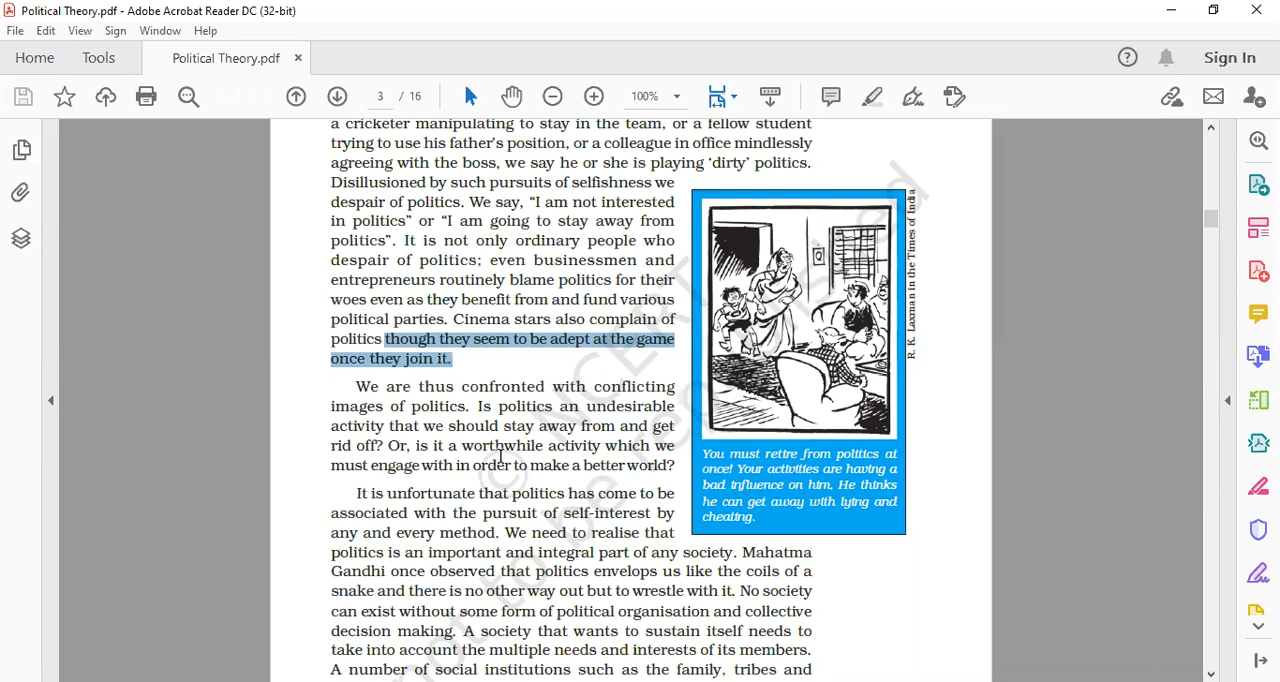 Political Theory.pdf - Adobe Acrobat Reader DC (32-bit)
File Edit View Sign Window Help
Home Tools Political Theory.pdf × Sign In
3 / 16 100%
a cricketer manipulating to stay in the team, or a fellow student
trying to use his father's position, or a colleague in office mindlessly
agreeing with the boss, we say he or she is playing ‘dirty’ politics.
Disillusioned by such pursuits of selfishness we
despair of politics. We say, “I am not interested
in politics” or “I am going to stay away from
politics”. It is not only ordinary people who
despair of politics; even businessmen and
entrepreneurs routinely blame politics for their
woes even as they benefit from and fund various
political parties. Cinema stars also complain of
politics though they seem to be adept at the game
once they join it.
We are thus confronted with conflicting
images of politics. Is politics an undesirable
activity that we should stay away from and get
rid off? Or, is it a worthwhile activity which we
must engage with in order to make a better world?
It is unfortunate that politics has come to be
associated with the pursuit of self-interest by
any and every method. We need to realise that
politics is an important and integral part of any society. Mahatma
Gandhi once observed that politics envelops us like the coils of a
snake and there is no other way out but to wrestle with it. No society
can exist without some form of political organisation and collective
decision making. A society that wants to sustain itself needs to
take into account the multiple needs and interests of its members.
A number of social institutions such as the family, tribes and
R. K. Laxman in the Times of India
You must retire from politics at
once! Your activities are having a
bad influence on him. He thinks
he can get away with lying and
cheating.
© NCERT
not to be republished